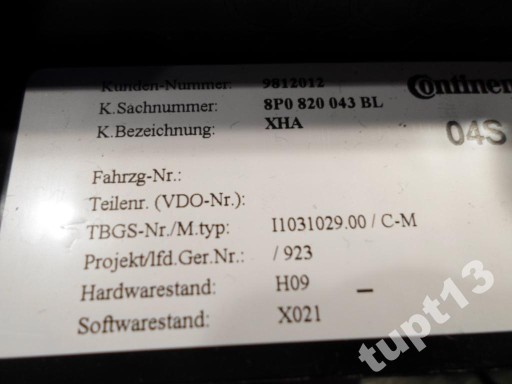 Kunden-Nummer: 9812012
Continen
K.Sachnummer: 8P0 820 043 BL
K.Bezeichnung: XHA
04S
Fahrzg-Nr.:
Teilenr. (VDO-Nr.):
TBGS-Nr./M.typ: I1031029.00 / C-M
Projekt/lfd.Ger.Nr.: / 923
Hardwarestand: H09 _
Softwarestand: X021
tupt13